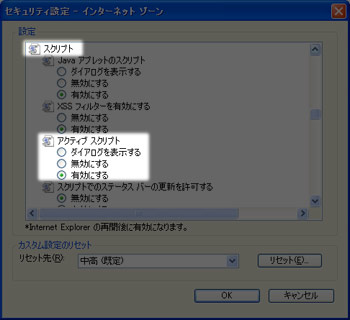 セキュリティ設定 - インターネット ゾーン
設定
スクリプト
Java アプレットのスクリプト
ダイアログを表示する
無効にする
有効にする
XSS フィルターを有効にする
無効にする
有効にする
アクティブ スクリプト
ダイアログを表示する
無効にする
有効にする
スクリプトでのステータス バーの更新を許可する
無効にする
*Internet Explorer の再開後に有効になります。
カスタム設定のリセット
リセット先(R):
中高 (既定)
リセット(E)...
OK
キャンセル